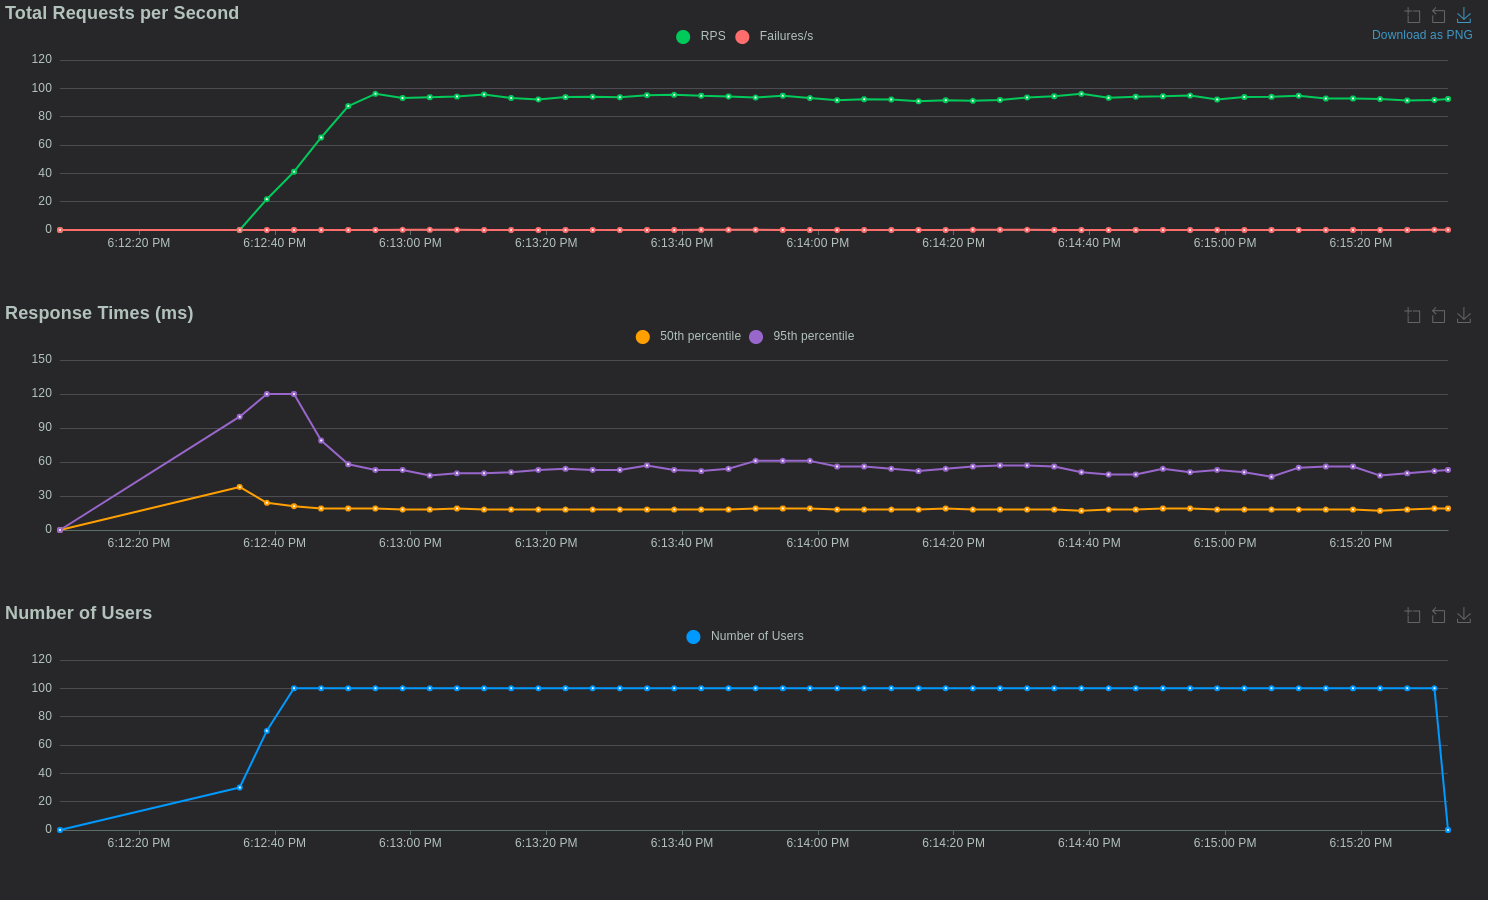 Total Requests per Second
RPS Failures/s
Download as PNG
120
100
80
60
40
20
0
6:12:20 PM 6:12:40 PM 6:13:00 PM 6:13:20 PM 6:13:40 PM 6:14:00 PM 6:14:20 PM 6:14:40 PM 6:15:00 PM 6:15:20 PM
Response Times (ms)
50th percentile 95th percentile
150
120
90
60
30
0
6:12:20 PM 6:12:40 PM 6:13:00 PM 6:13:20 PM 6:13:40 PM 6:14:00 PM 6:14:20 PM 6:14:40 PM 6:15:00 PM 6:15:20 PM
Number of Users
Number of Users
120
100
80
60
40
20
0
6:12:20 PM 6:12:40 PM 6:13:00 PM 6:13:20 PM 6:13:40 PM 6:14:00 PM 6:14:20 PM 6:14:40 PM 6:15:00 PM 6:15:20 PM